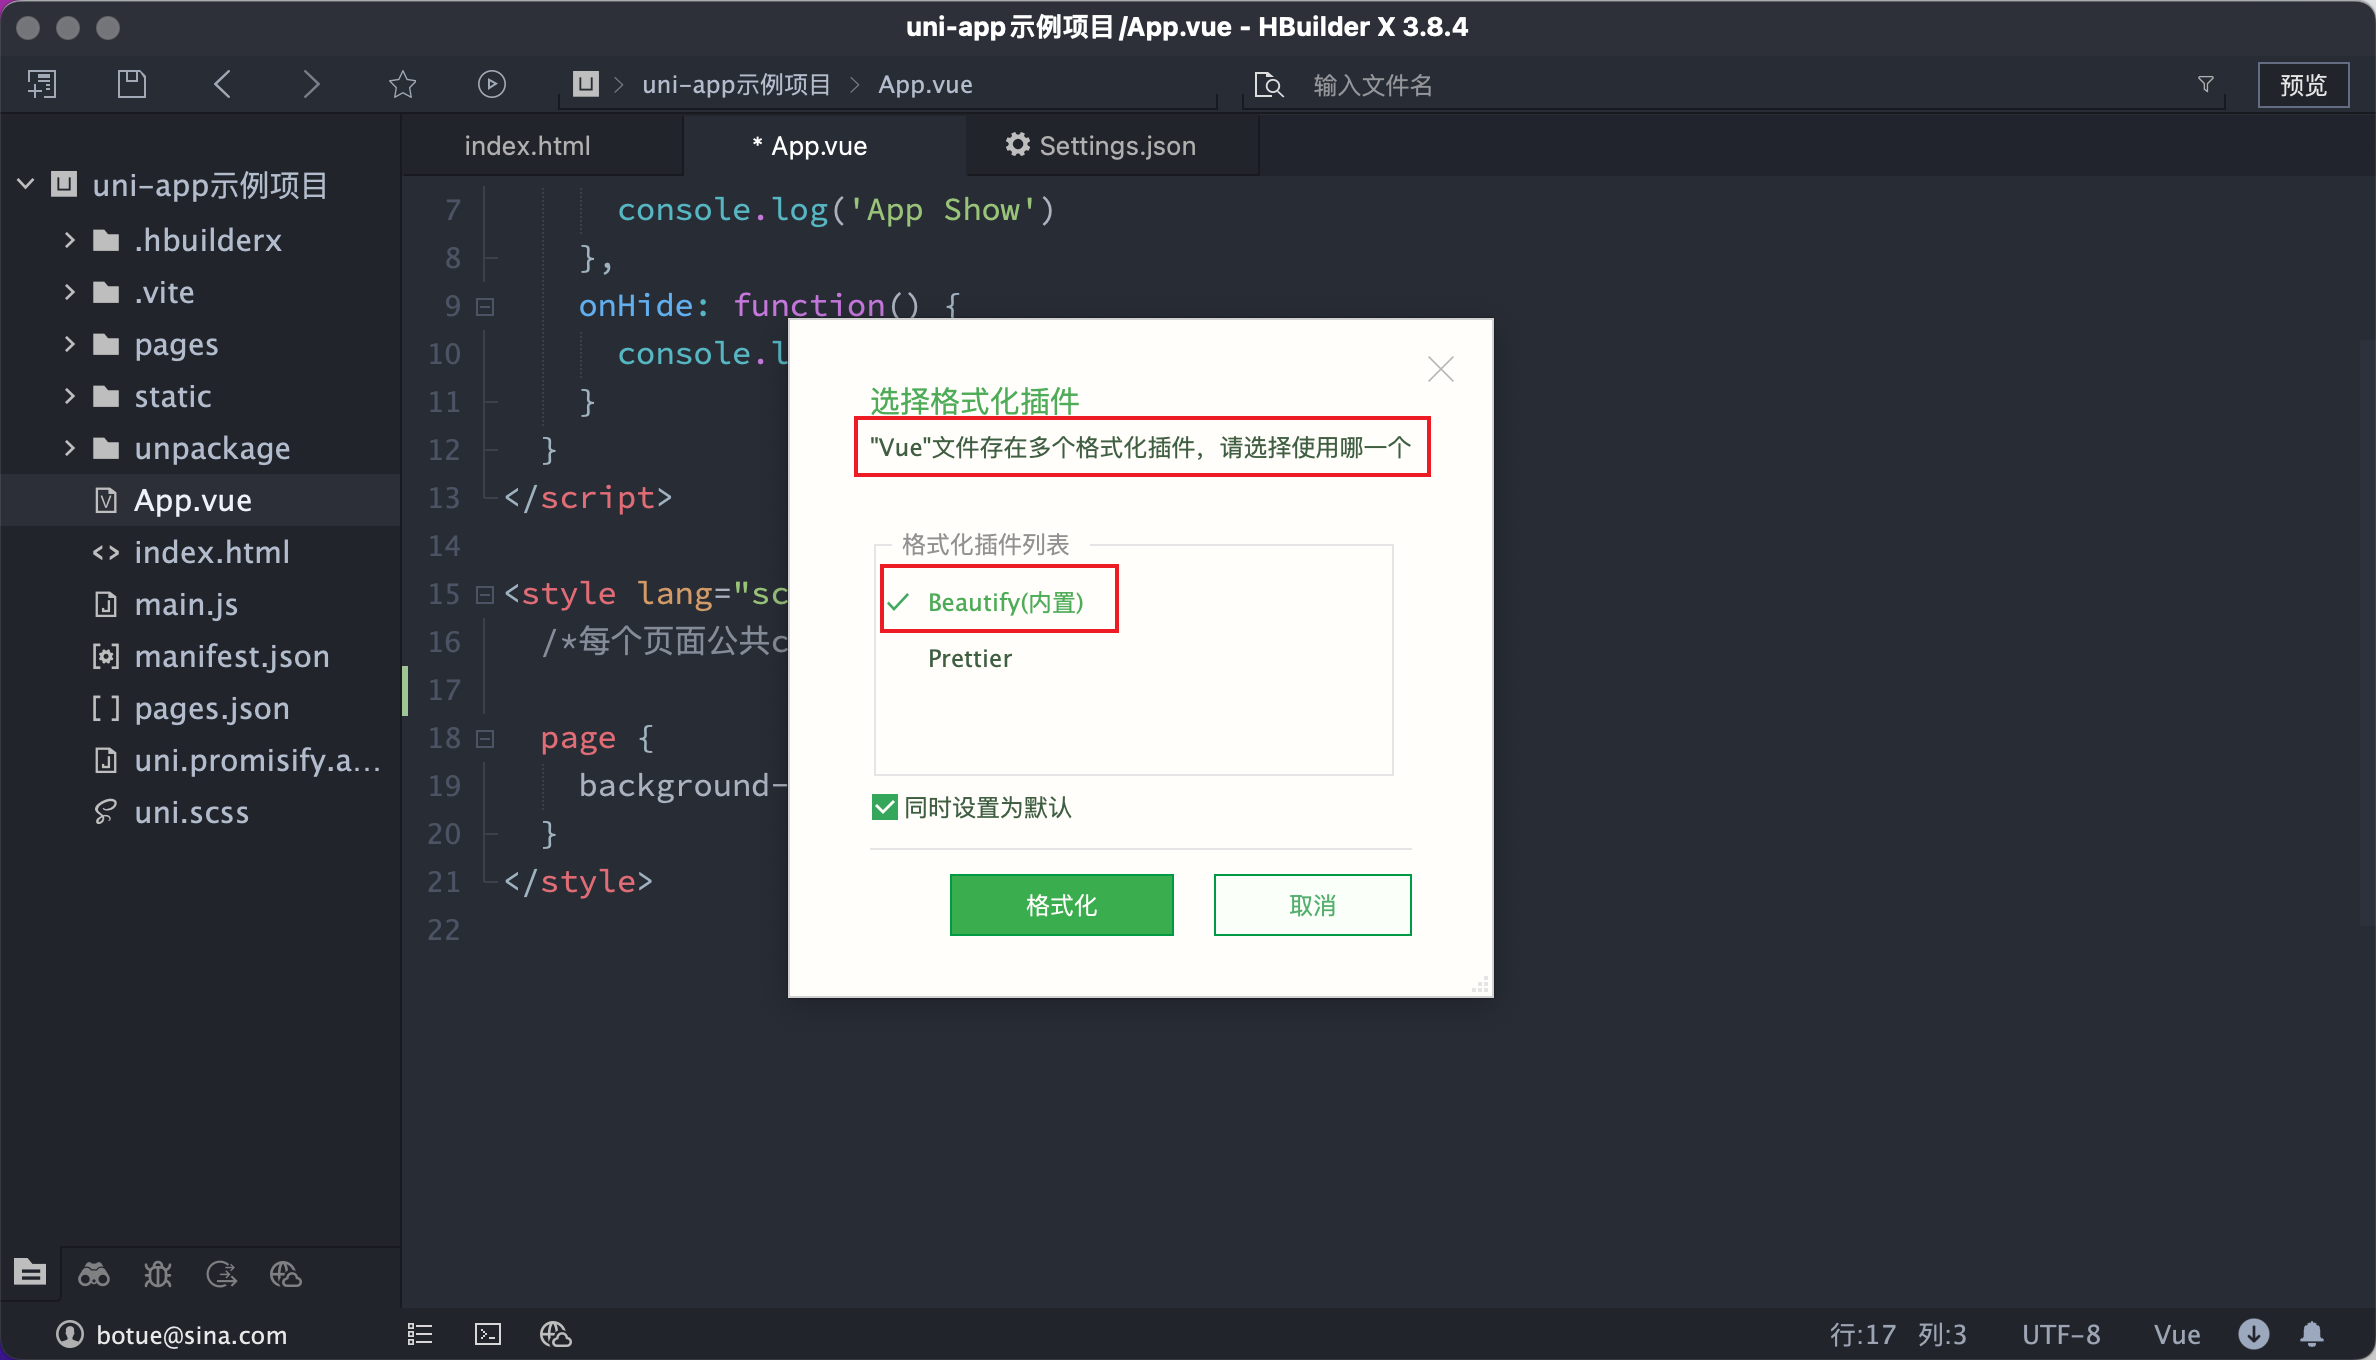 uni-app示例项目/App.vue - HBuilder X 3.8.4
uni-app示例项目 App.vue
输入文件名
预览
index.html
* App.vue
Settings.json
uni-app示例项目
.hbuilderx
.vite
pages
static
unpackage
App.vue
index.html
main.js
manifest.json
pages.json
uni.promisify.a...
uni.scss
7 console.log('App Show')
8 },
9 onHide: function() {
10 console.l
11 }
12 }
13 </script>
14
15 <style lang="sc
16 /*每个页面公共c
17
18 page {
19 background-
20 }
21 </style>
22
选择格式化插件
"Vue"文件存在多个格式化插件，请选择使用哪一个
格式化插件列表
Beautify(内置)
Prettier
同时设置为默认
格式化
取消
botue@sina.com
行:17 列:3
UTF-8
Vue